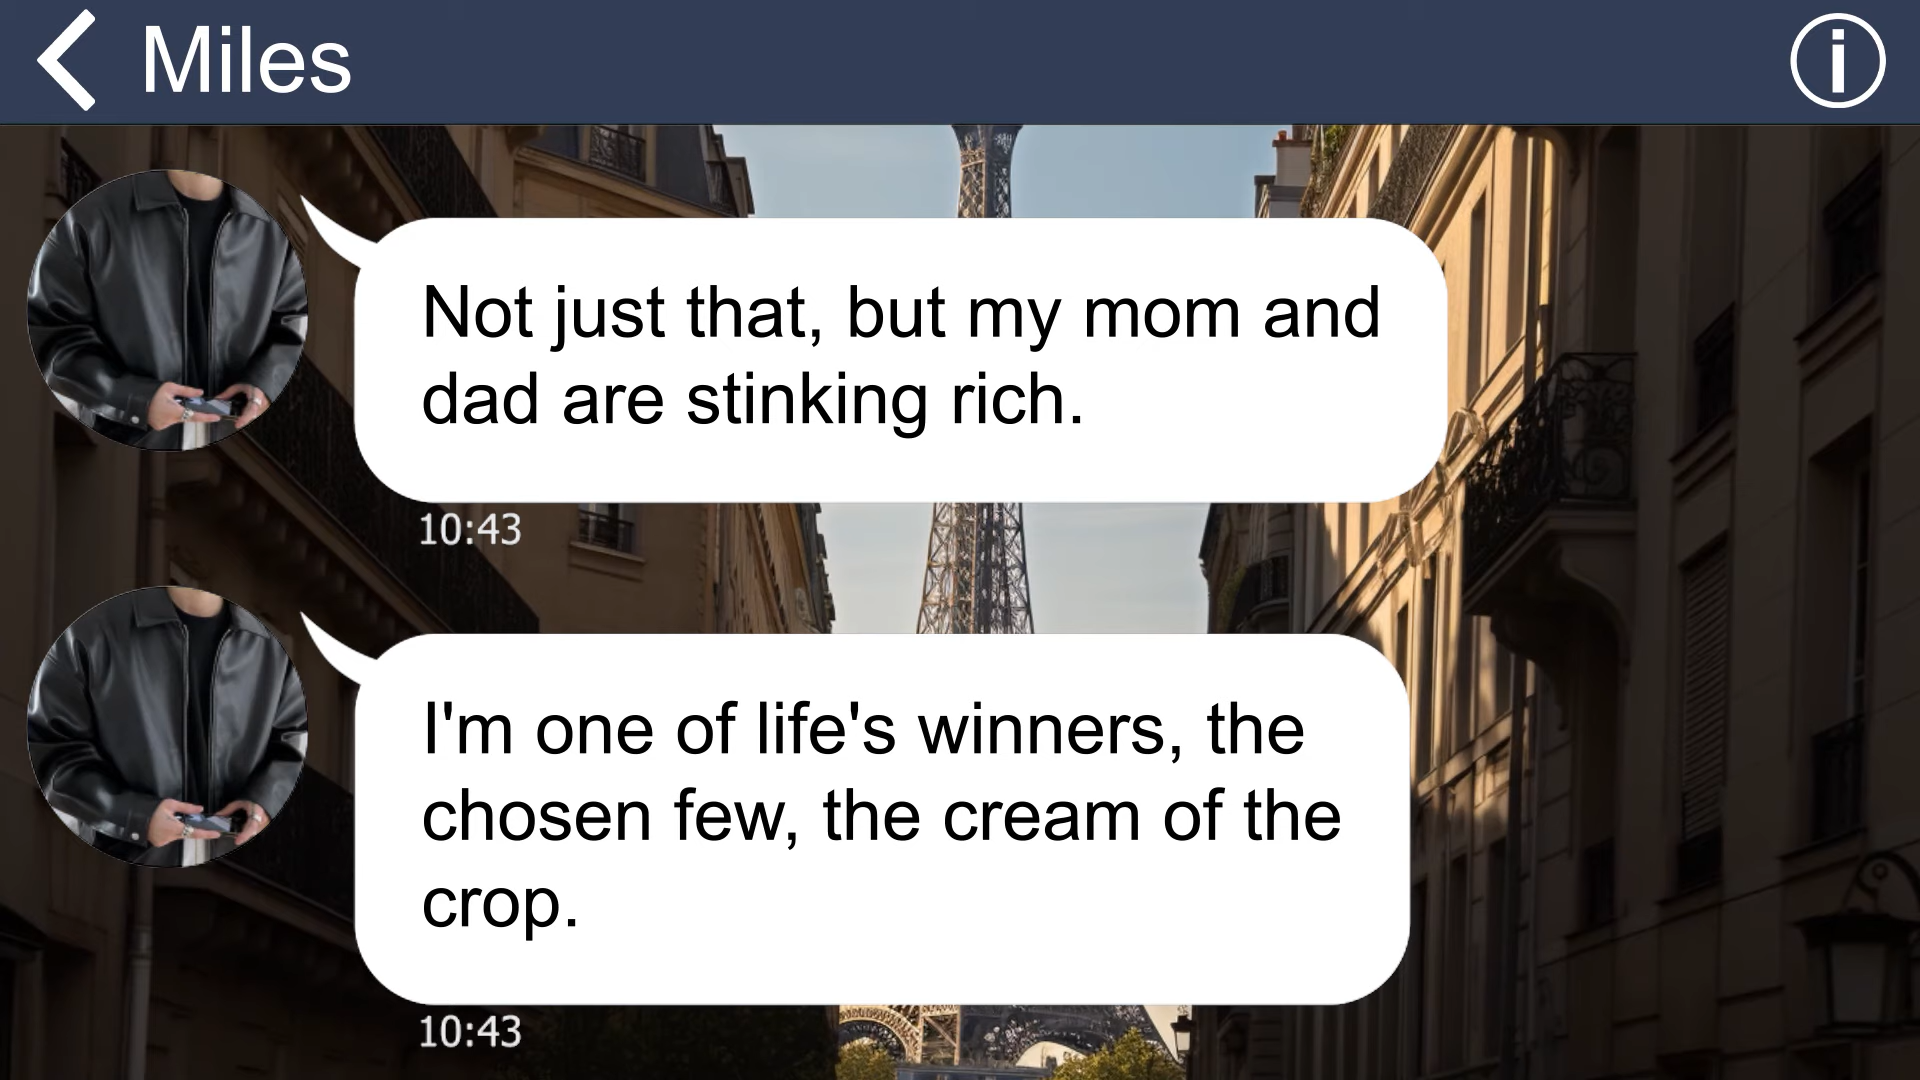 Miles
Not just that, but my mom and
dad are stinking rich.
10:43
I'm one of life's winners, the
chosen few, the cream of the
crop.
10:43